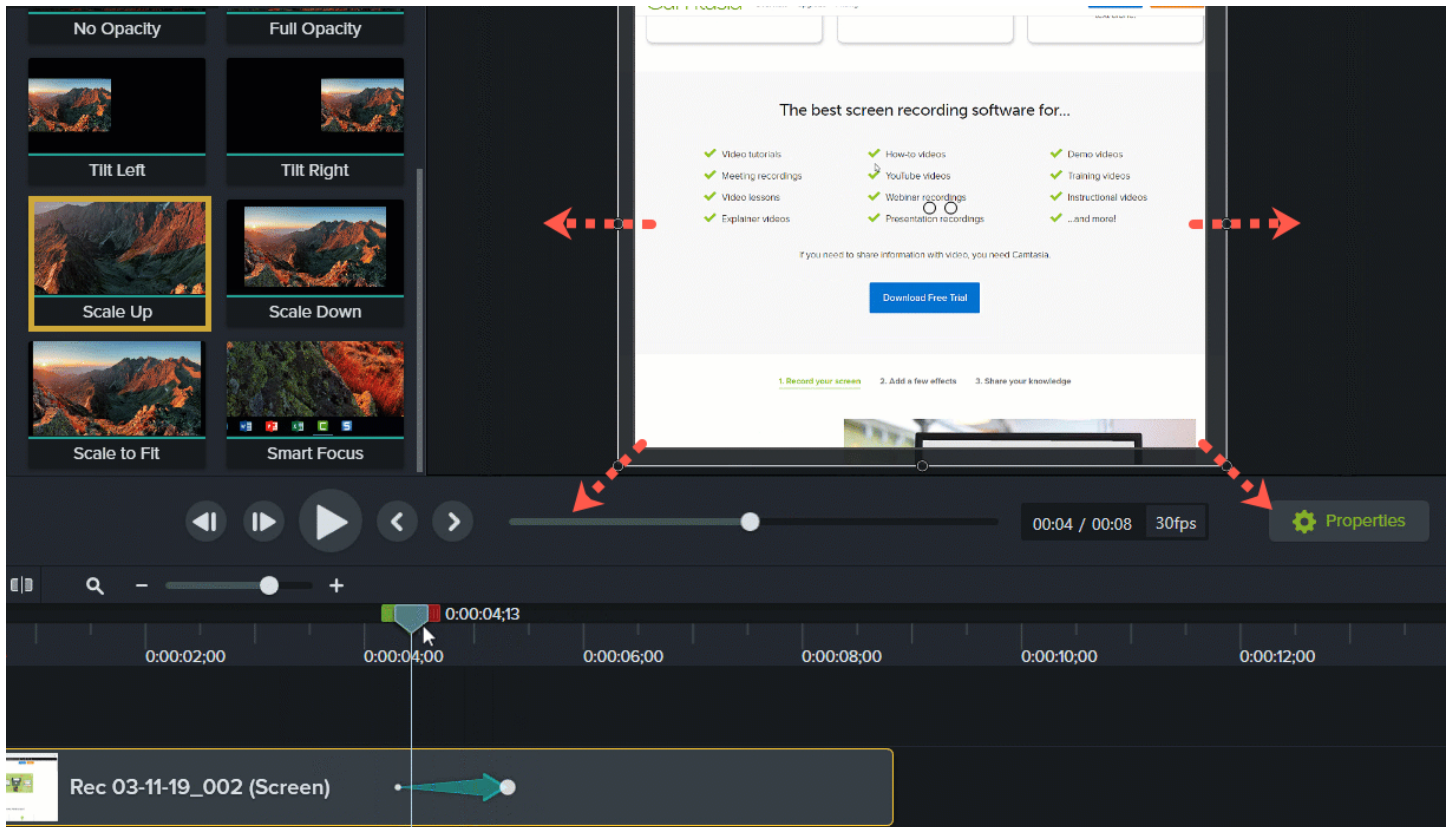 No Opacity
Full Opacity
Tilt Left
Tilt Right
Scale Up
Scale Down
Scale to Fit
Smart Focus
Camtasia
The best screen recording software for...
Video tutorials
Meeting recordings
Video lessons
Explainer videos
How-to videos
YouTube videos
Webinar recordings
Presentation recordings
Demo videos
Training videos
Instructional videos
...and more!
If you need to share information with video, you need Camtasia.
Download Free Trial
1. Record your screen 2. Add a few effects 3. Share your knowledge
00:04 / 00:08 30fps
Properties
0:00:04;13
0:00:02;00 0:00:04;00 0:00:06;00 0:00:08;00 0:00:10;00 0:00:12;00
Rec 03-11-19_002 (Screen)